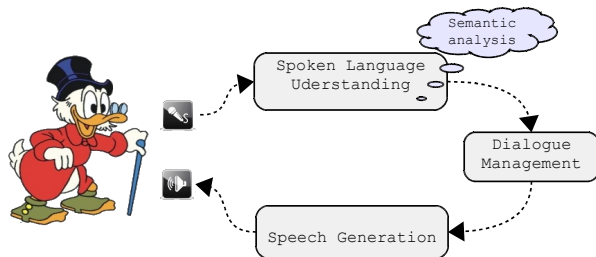 Semantic
analysis
Spoken Language
Uderstanding
Dialogue
Management
Speech Generation